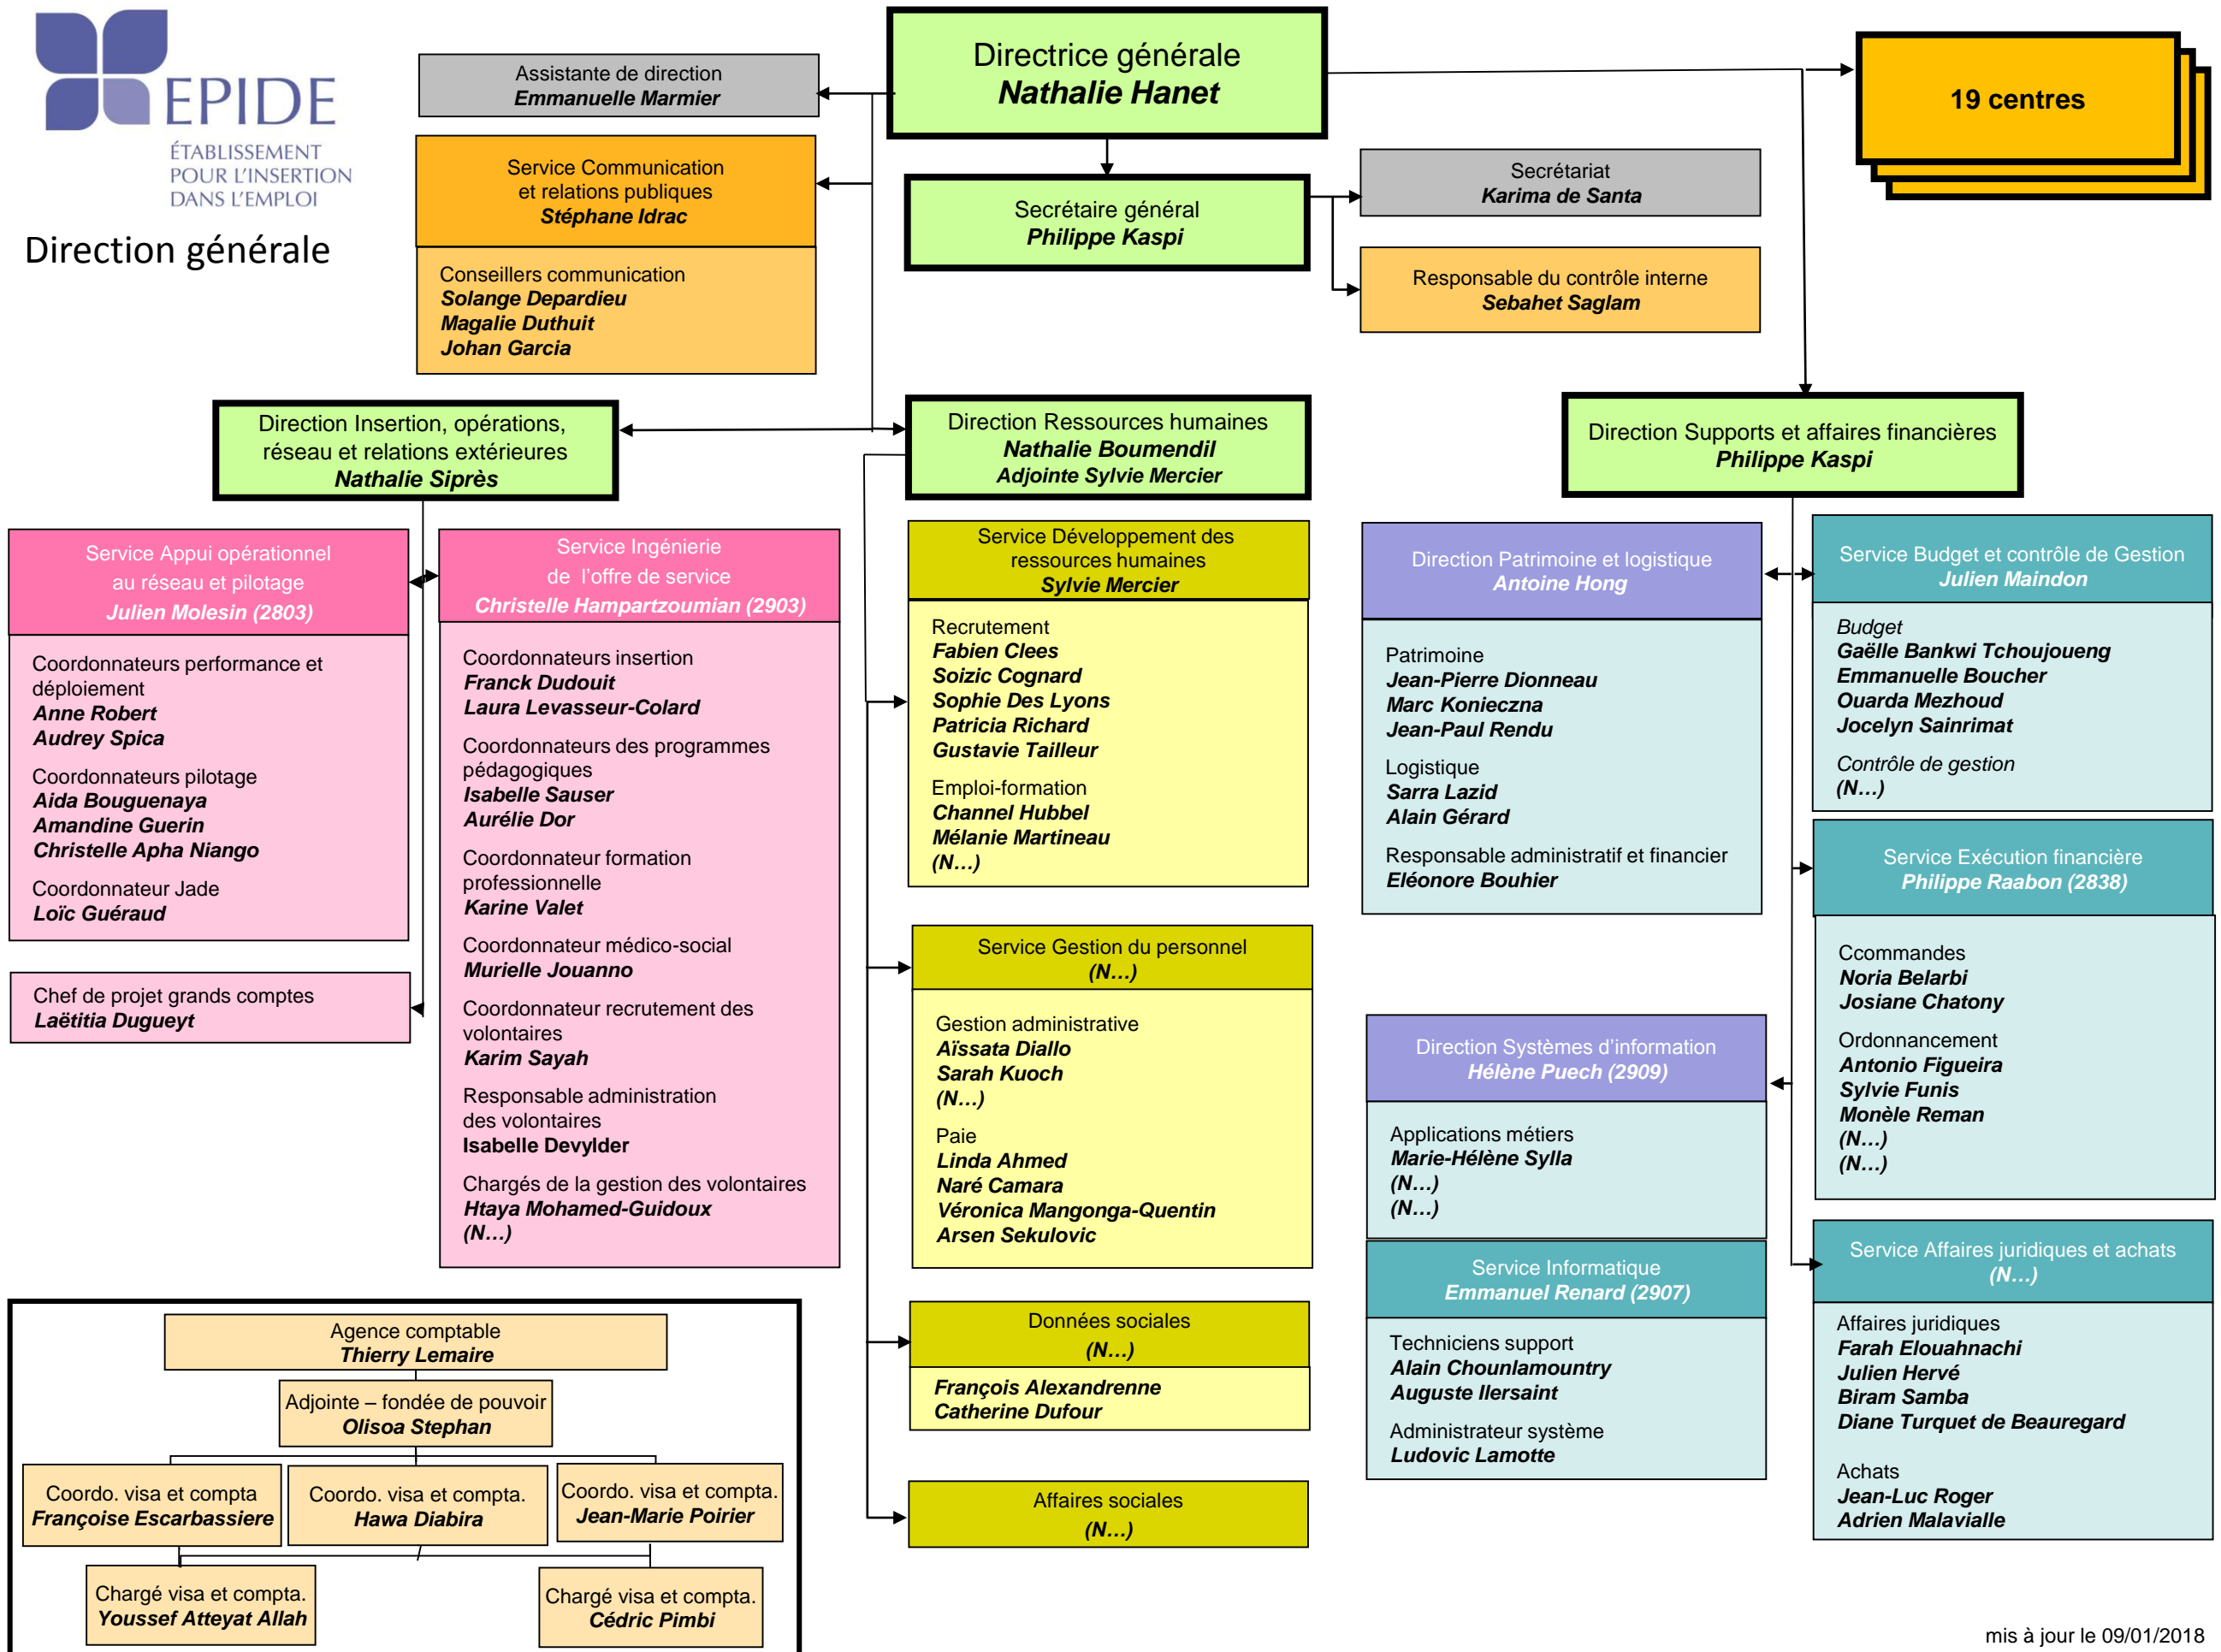 EPIDE
ÉTABLISSEMENT
POUR L'INSERTION
DANS L'EMPLOI
Direction générale
Directrice générale
Nathalie Hanet
Assistante de direction
Emmanuelle Marmier
19 centres
Service Communication
et relations publiques
Stéphane Idrac
Conseillers communication
Solange Depardieu
Magalie Duthuit
Johan Garcia
Secrétaire général
Philippe Kaspi
Secrétariat
Karima de Santa
Responsable du contrôle interne
Sebahet Saglam
Direction Insertion, opérations,
réseau et relations extérieures
Nathalie Siprès
Direction Ressources humaines
Nathalie Boumendil
Adjointe Sylvie Mercier
Direction Supports et affaires financières
Philippe Kaspi
Service Appui opérationnel
au réseau et pilotage
Julien Molesin (2803)
Coordonnateurs performance et
déploiement
Anne Robert
Audrey Spica
Coordonnateurs pilotage
Aida Bouguenaya
Amandine Guerin
Christelle Apha Niango
Coordonnateur Jade
Loïc Guéraud
Chef de projet grands comptes
Laëtitia Dugueyt
Service Ingénierie
de l'offre de service
Christelle Hampartzoumian (2903)
Coordonnateurs insertion
Franck Dudouit
Laura Levasseur-Colard
Coordonnateurs des programmes
pédagogiques
Isabelle Sauser
Aurélie Dor
Coordonnateur formation
professionnelle
Karine Valet
Coordonnateur médico-social
Murielle Jouanno
Coordonnateur recrutement des
volontaires
Karim Sayah
Responsable administration
des volontaires
Isabelle Devylder
Chargés de la gestion des volontaires
Htaya Mohamed-Guidoux
(N…)
Service Développement des
ressources humaines
Sylvie Mercier
Recrutement
Fabien Clees
Soizic Cognard
Sophie Des Lyons
Patricia Richard
Gustavie Tailleur
Emploi-formation
Channel Hubbel
Mélanie Martineau
(N…)
Service Gestion du personnel
(N…)
Gestion administrative
Aïssata Diallo
Sarah Kuoch
(N…)
Paie
Linda Ahmed
Naré Camara
Véronica Mangonga-Quentin
Arsen Sekulovic
Données sociales
(N…)
François Alexandrenne
Catherine Dufour
Affaires sociales
(N…)
Direction Patrimoine et logistique
Antoine Hong
Patrimoine
Jean-Pierre Dionneau
Marc Konieczna
Jean-Paul Rendu
Logistique
Sarra Lazid
Alain Gérard
Responsable administratif et financier
Eléonore Bouhier
Direction Systèmes d'information
Hélène Puech (2909)
Applications métiers
Marie-Hélène Sylla
(N…)
(N…)
Service Informatique
Emmanuel Renard (2907)
Techniciens support
Alain Chounlamountry
Auguste Ilersaint
Administrateur système
Ludovic Lamotte
Service Budget et contrôle de Gestion
Julien Maindon
Budget
Gaëlle Bankwi Tchoujoueng
Emmanuelle Boucher
Ouarda Mezhoud
Jocelyn Sainrimat
Contrôle de gestion
(N…)
Service Exécution financière
Philippe Raabon (2838)
Ccommandes
Noria Belarbi
Josiane Chatony
Ordonnancement
Antonio Figueira
Sylvie Funis
Monèle Reman
(N…)
(N…)
Service Affaires juridiques et achats
(N…)
Affaires juridiques
Farah Elouahnachi
Julien Hervé
Biram Samba
Diane Turquet de Beauregard
Achats
Jean-Luc Roger
Adrien Malavialle
Agence comptable
Thierry Lemaire
Adjointe – fondée de pouvoir
Olisoa Stephan
Coordo. visa et compta
Françoise Escarbassiere
Coordo. visa et compta.
Hawa Diabira
Coordo. visa et compta.
Jean-Marie Poirier
Chargé visa et compta.
Youssef Atteyat Allah
Chargé visa et compta.
Cédric Pimbi
mis à jour le 09/01/2018